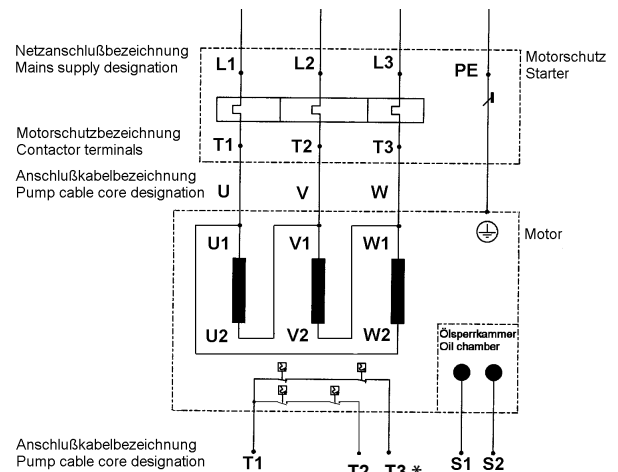 Netzanschlußbezeichnung
Mains supply designation
L1 L2 L3 PE
Motorschutz
Starter
Motorschutzbezeichnung
Contactor terminals
T1 T2 T3
Anschlußkabelbezeichnung
Pump cable core designation
U V W
Motor
U1 V1 W1
U2 V2 W2
Ölsperrkammer
Oil chamber
Anschlußkabelbezeichnung
Pump cable core designation
T1 T2 T3 * S1 S2